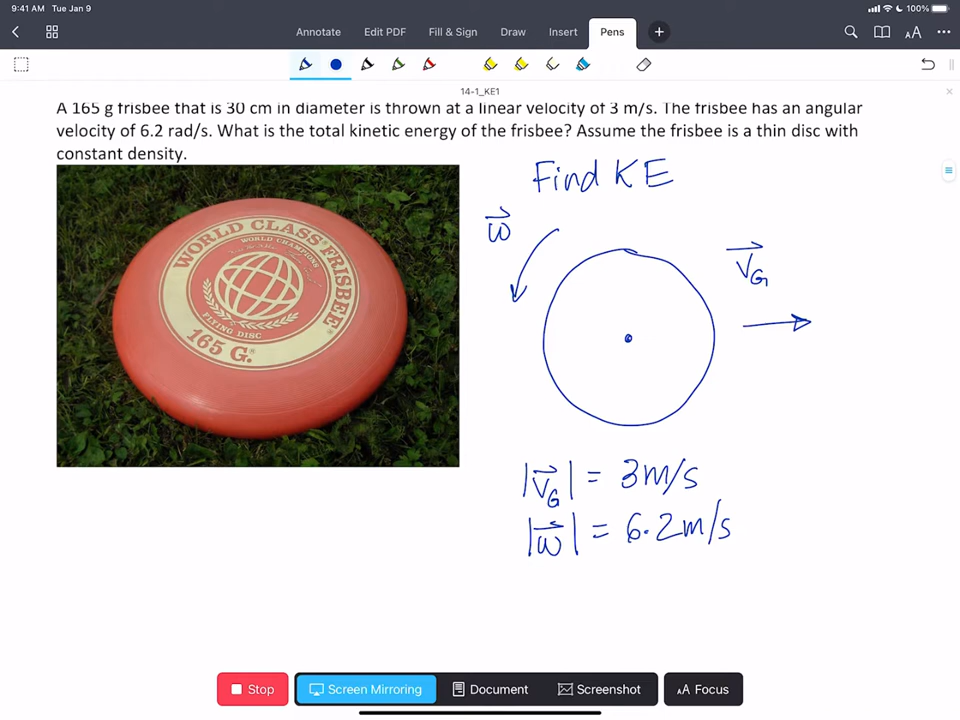 9:41 AM Tue Jan 9
100%
Annotate Edit PDF Fill & Sign Draw Insert Pens
AA
14-1_KE1
A 165 g frisbee that is 30 cm in diameter is thrown at a linear velocity of 3 m/s. The frisbee has an angular
velocity of 6.2 rad/s. What is the total kinetic energy of the frisbee? Assume the frisbee is a thin disc with
constant density.
Find KE
WORLD CLASS FRISBEE
WORLD CHAMPIONS
FLYING DISC
165 G.®
ω⃗
V⃗_G
|V⃗_G| = 3m/s
|ω⃗| = 6.2m/s
Stop Screen Mirroring Document Screenshot AA Focus